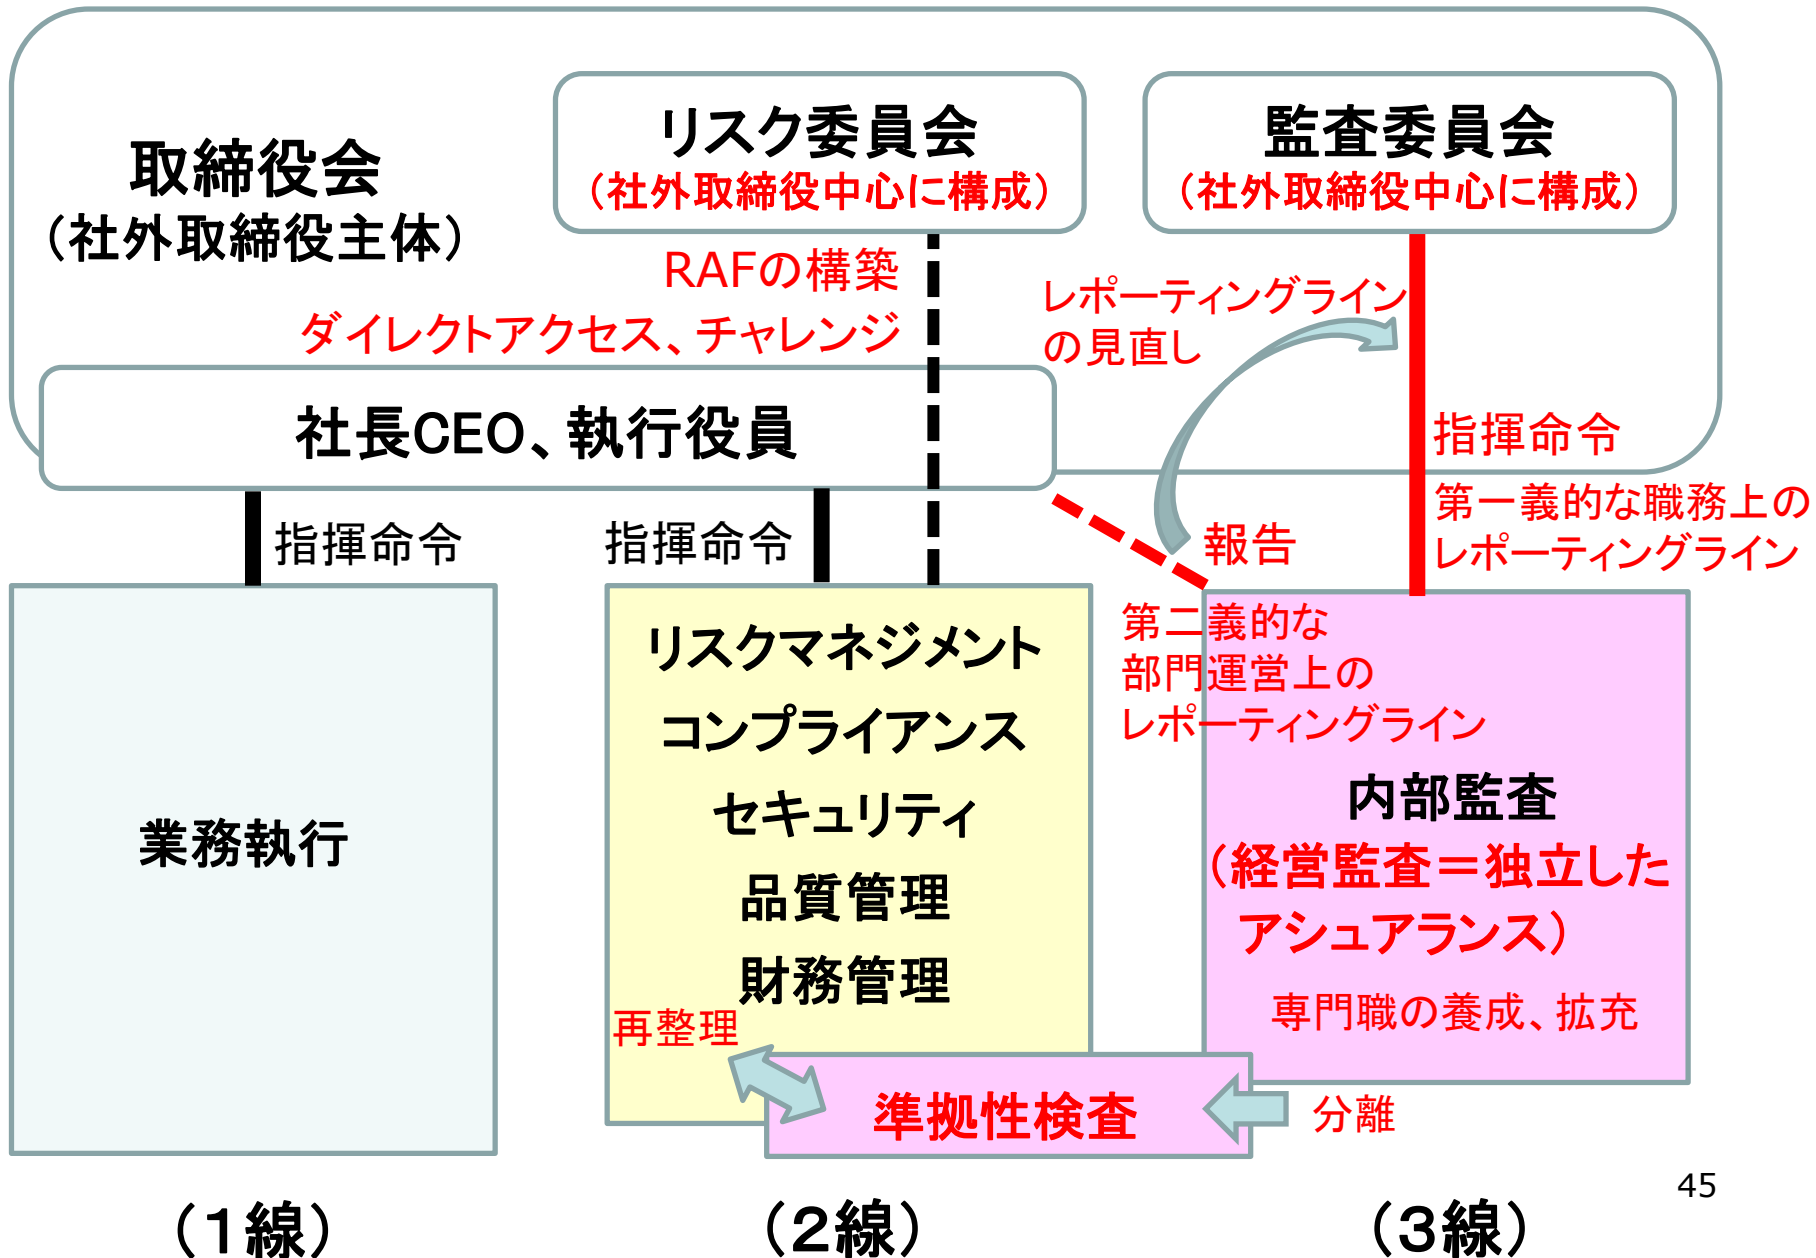 取締役会
（社外取締役主体）
リスク委員会
（社外取締役中心に構成）
監査委員会
（社外取締役中心に構成）
RAFの構築
ダイレクトアクセス、チャレンジ
レポーティングライン
の見直し
社長CEO、執行役員
指揮命令
第一義的な職務上の
レポーティングライン
指揮命令
指揮命令
報告
第二義的な
部門運営上の
レポーティングライン
業務執行
リスクマネジメント
コンプライアンス
セキュリティ
品質管理
財務管理
再整理
内部監査
（経営監査＝独立した
アシュアランス）
専門職の養成、拡充
準拠性検査
分離
（1線）
（2線）
（3線）
45